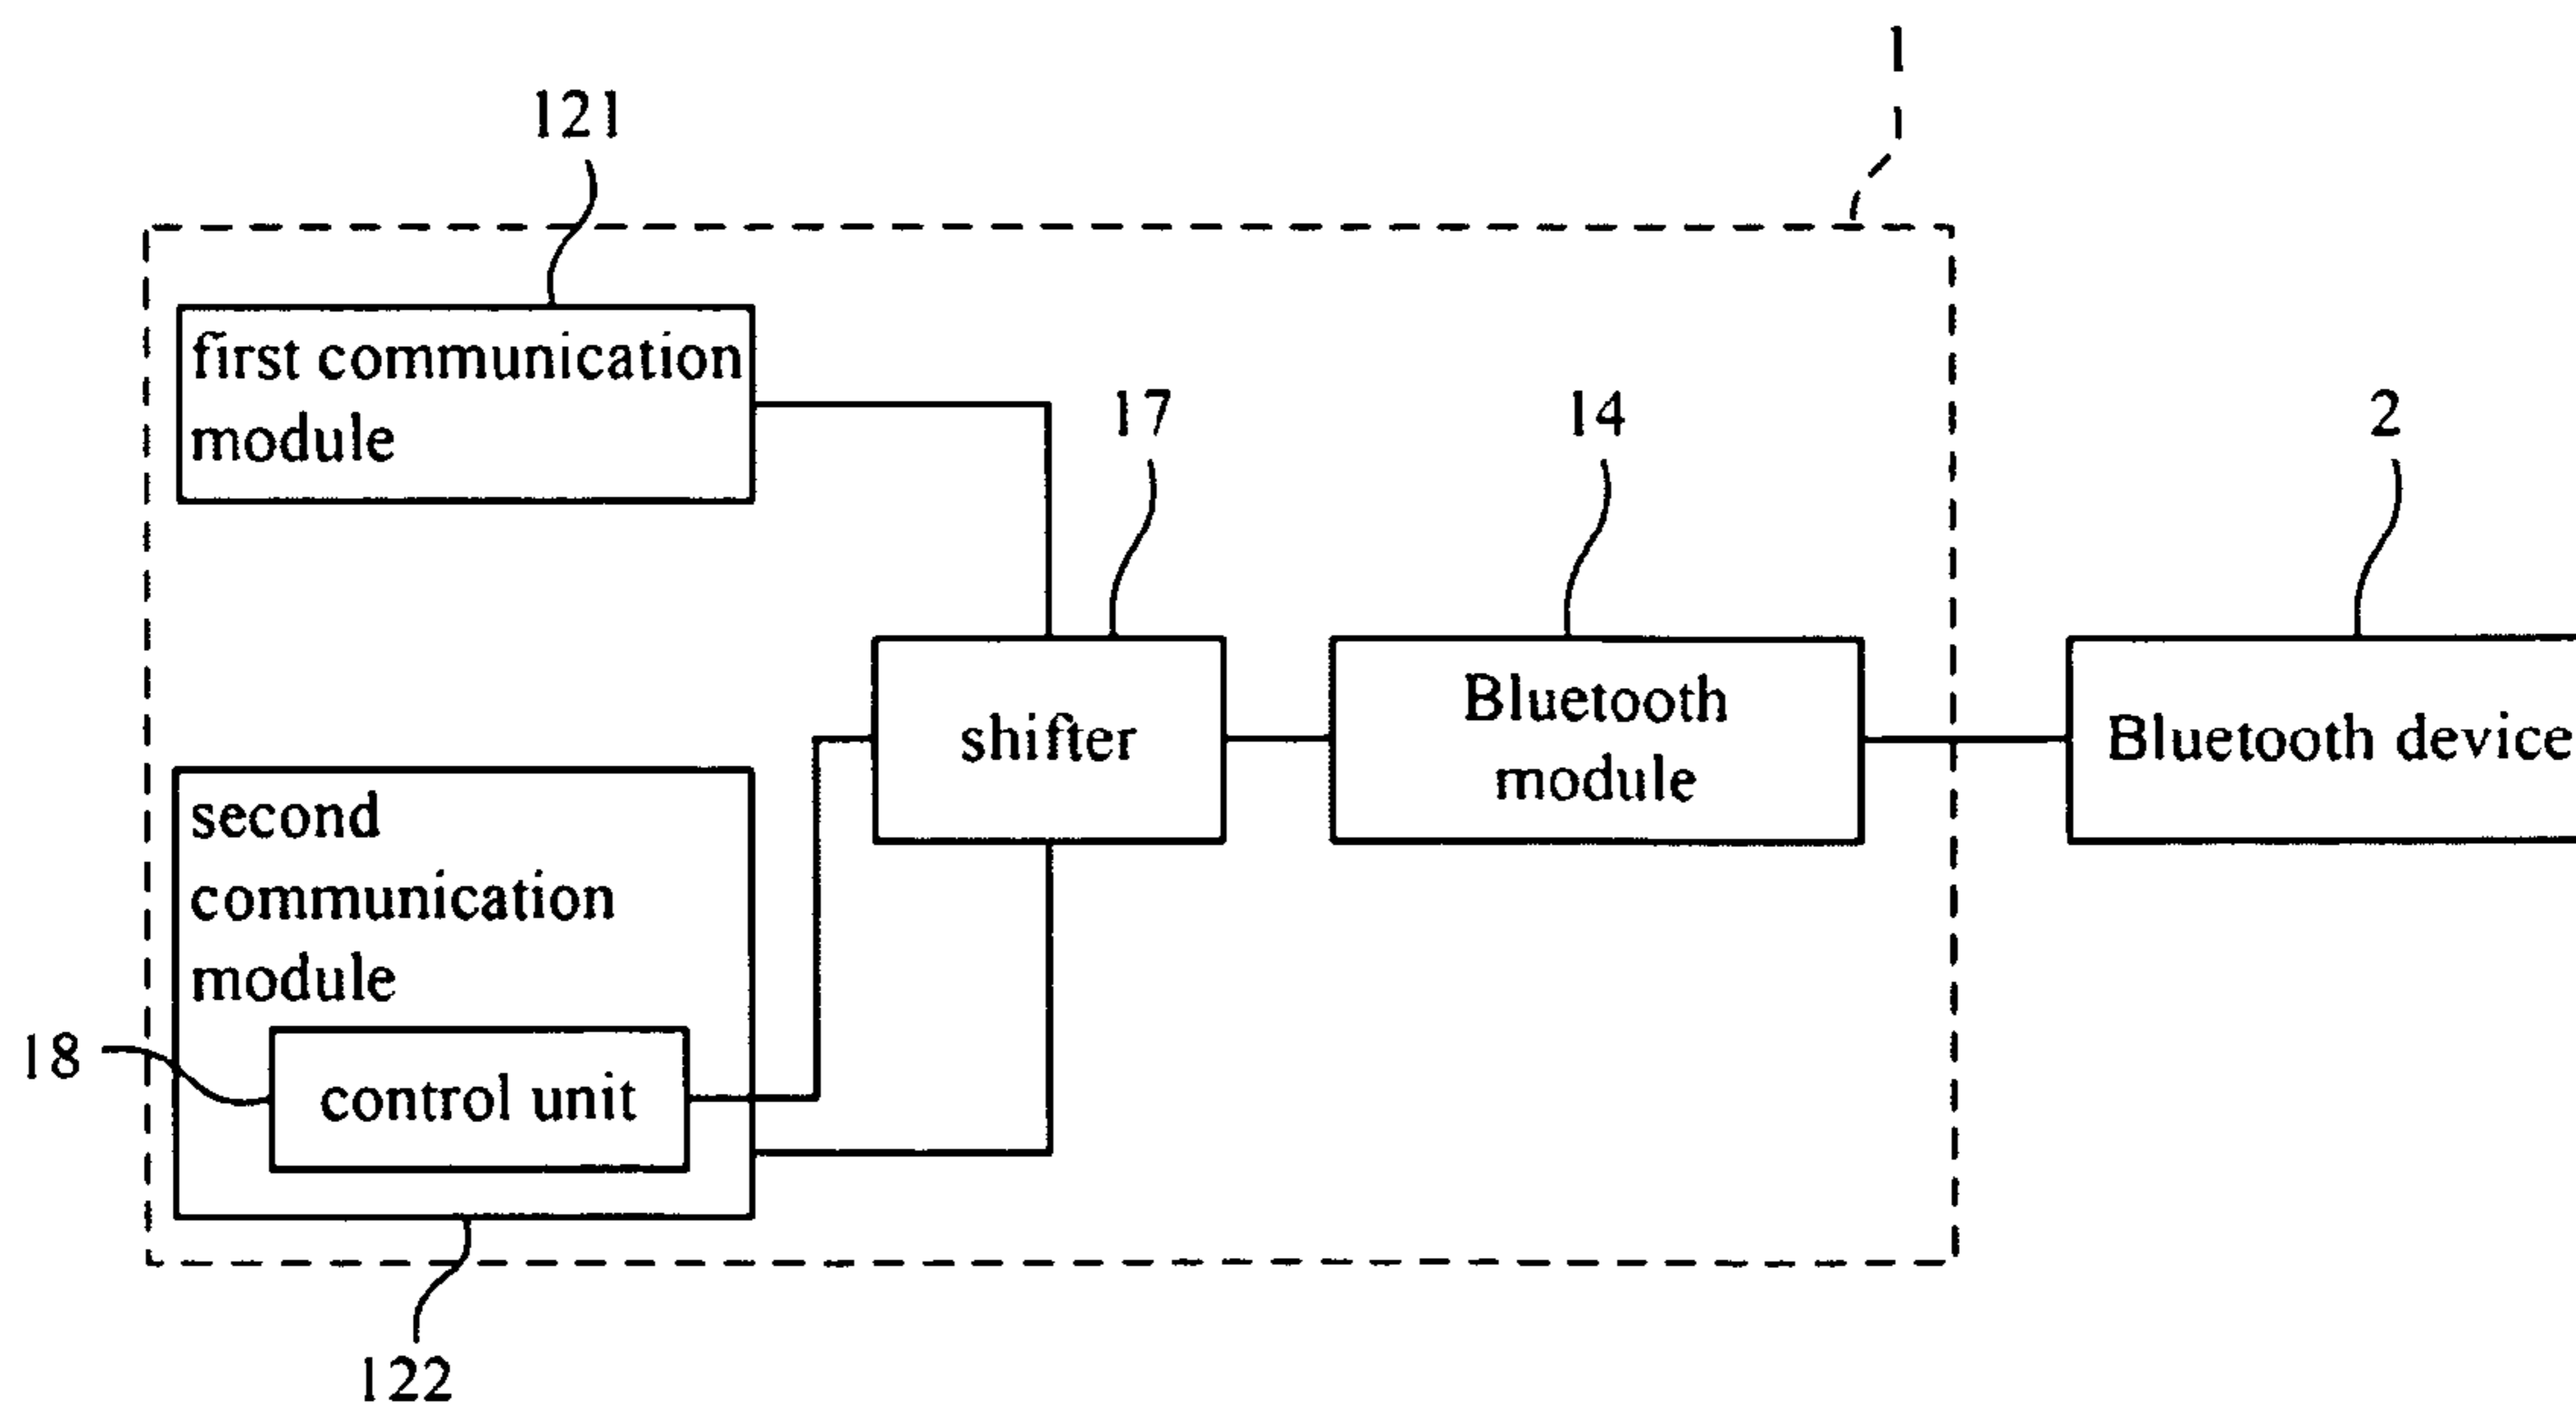 1
121
first communication
module
17
14
2
shifter
Bluetooth
module
Bluetooth device
second
communication
module
18
control unit
122